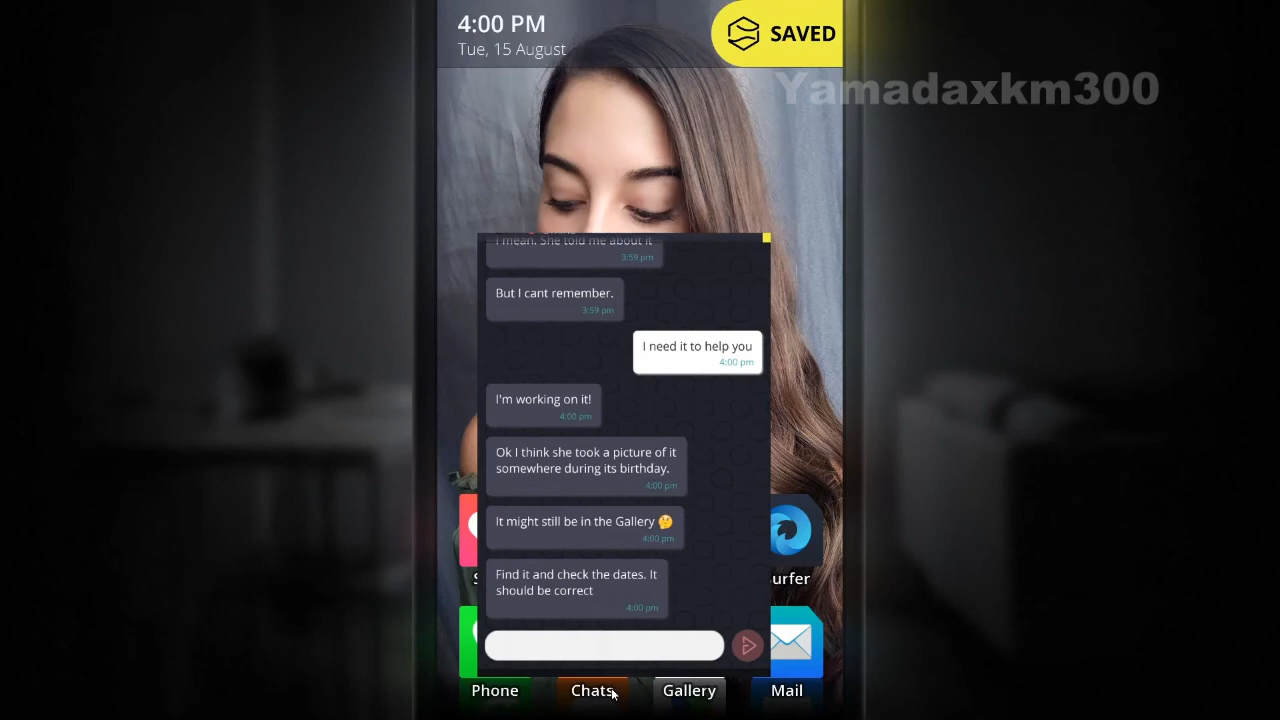 4:00 PM
Tue, 15 August
SAVED
Yamadaxkm300
I mean. She told me about it
3:59 pm
But I cant remember.
3:59 pm
I need it to help you
4:00 pm
I'm working on it!
4:00 pm
Ok I think she took a picture of it
somewhere during its birthday.
4:00 pm
It might still be in the Gallery 🤔
4:00 pm
Find it and check the dates. It
should be correct
4:00 pm
S
urfer
Phone
Chats
Gallery
Mail